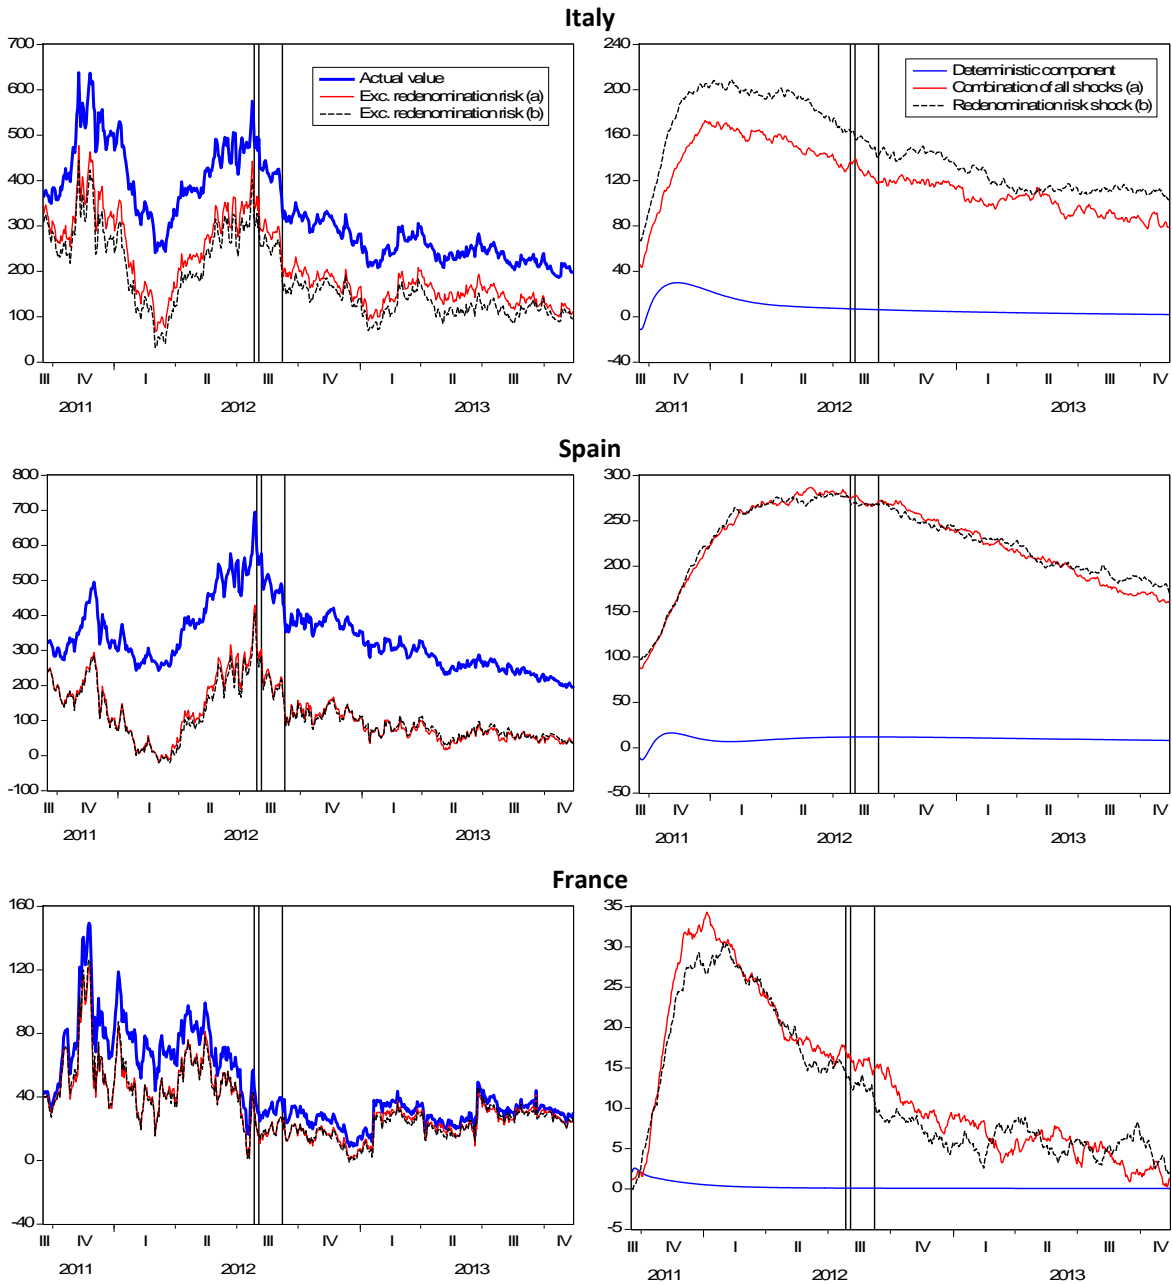 Italy
700
600
500
400
300
200
100
0
Actual value
Exc. redenomination risk (a)
Exc. redenomination risk (b)
III IV I II III IV I II III IV
2011 2012 2013
240
200
160
120
80
40
0
-40
Deterministic component
Combination of all shocks (a)
Redenomination risk shock (b)
III IV I II III IV I II III IV
2011 2012 2013
Spain
800
700
600
500
400
300
200
100
0
-100
III IV I II III IV I II III IV
2011 2012 2013
300
250
200
150
100
50
0
-50
III IV I II III IV I II III IV
2011 2012 2013
France
160
120
80
40
0
-40
III IV I II III IV I II III IV
2011 2012 2013
35
30
25
20
15
10
5
0
-5
III IV I II III IV I II III IV
2011 2012 2013